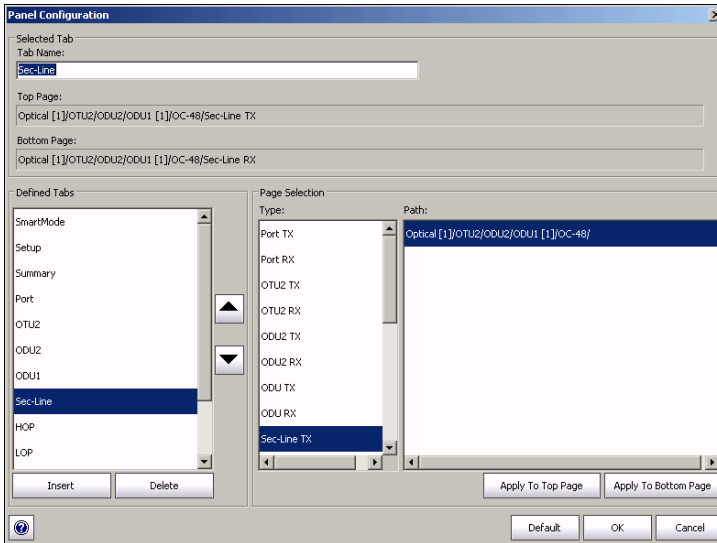 Panel Configuration
Selected Tab
Tab Name:
Sec-Line
Top Page:
Optical [1]/OTU2/ODU2/ODU1 [1]/OC-48/Sec-Line TX
Bottom Page:
Optical [1]/OTU2/ODU2/ODU1 [1]/OC-48/Sec-Line RX
Defined Tabs
SmartMode
Setup
Summary
Port
OTU2
ODU2
ODU1
Sec-Line
HOP
LOP
Insert
Delete
Page Selection
Type:
Port TX
Port RX
OTU2 TX
OTU2 RX
ODU2 TX
ODU2 RX
ODU TX
ODU RX
Sec-Line TX
Path:
Optical [1]/OTU2/ODU2/ODU1 [1]/OC-48/
Apply To Top Page
Apply To Bottom Page
?
Default
OK
Cancel